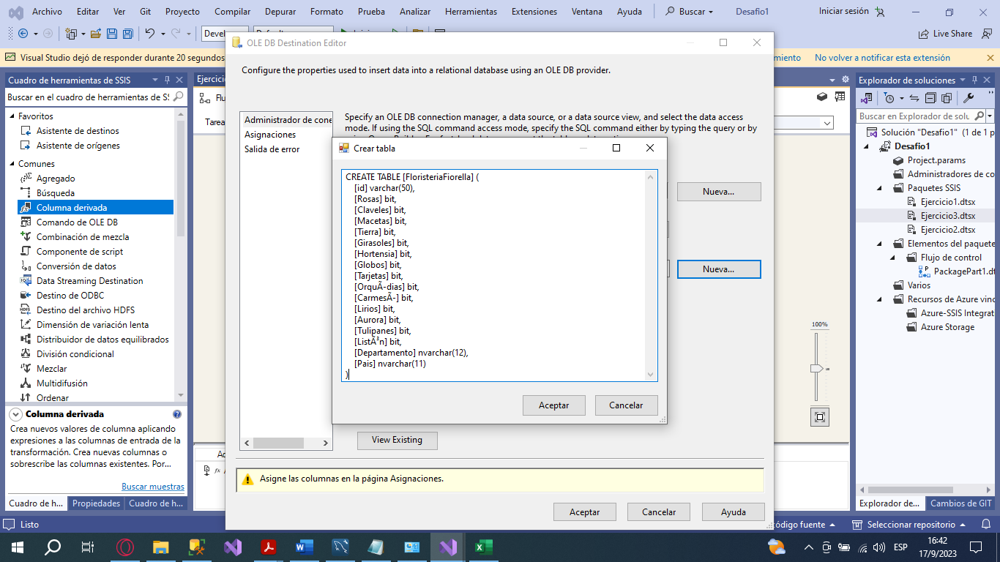 Archivo Editar Ver Git Proyecto Compilar Depurar Formato Prueba Analizar Herramientas Extensiones Ventana Ayuda Buscar Desafio1 Iniciar sesión
Live Share
Visual Studio dejó de responder durante 20 segundos
No volver a notificar esta extensión
OLE DB Destination Editor
Configure the properties used to insert data into a relational database using an OLE DB provider.
Cuadro de herramientas de SSIS
Buscar en el cuadro de herramientas de SS
Favoritos
Asistente de destinos
Asistente de orígenes
Comunes
Agregado
Búsqueda
Columna derivada
Comando de OLE DB
Combinación de mezcla
Componente de script
Conversión de datos
Data Streaming Destination
Destino de ODBC
Destino del archivo HDFS
Dimensión de variación lenta
Distribuidor de datos equilibrados
División condicional
Mezclar
Multidifusión
Ordenar
Columna derivada
Crea nuevos valores de columna aplicando
expresiones a las columnas de entrada de la
transformación. Crea nuevas columnas o
sobrescribe las columnas existentes. Por...
Buscar muestras
Cuadro de h... Propiedades Cuadro de h...
Administrador de cone
Asignaciones
Salida de error
Specify an OLE DB connection manager, a data source, or a data source view, and select the data access
mode. If using the SQL command access mode, specify the SQL command either by typing the query or by
Crear tabla
CREATE TABLE [FloristeriaFiorella] (
[id] varchar(50),
[Rosas] bit,
[Claveles] bit,
[Macetas] bit,
[Tierra] bit,
[Girasoles] bit,
[Hortensia] bit,
[Globos] bit,
[Tarjetas] bit,
[OrquÃ-dias] bit,
[CarmesÃ-] bit,
[Lirios] bit,
[Aurora] bit,
[Tulipanes] bit,
[ListÃ³n] bit,
[Departamento] nvarchar(12),
[Pais] nvarchar(11)
)
Aceptar Cancelar
Nueva...
Nueva...
View Existing
Asigne las columnas en la página Asignaciones.
Aceptar Cancelar Ayuda
100%
Explorador de soluciones
Buscar en Explorador de solu
Solución "Desafio1" (1 de 1 p
Desafio1
Project.params
Administradores de co
Paquetes SSIS
Ejercicio1.dtsx
Ejercicio3.dtsx
Ejercicio2.dtsx
Elementos del paquete
Flujo de control
PackagePart1.dt
Varios
Recursos de Azure vinc
Azure-SSIS Integrat
Azure Storage
Explorador de... Cambios de GIT
Listo
ódigo fuente Seleccionar repositorio
ESP
16:42
17/9/2023